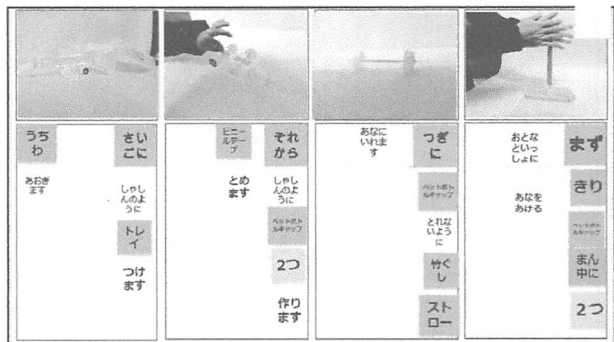 まず
きり
ペットボト
ルキャップ
まん
中に
2つ
おとな
といっ
しょに
あなを
あける
つぎ
に
ペットボト
ルキャップ
とれな
いよう
に
竹ぐ
し
スト
ロー
あなに
いれま
す
それ
から
しゃし
んのよ
うに
ペットボト
ルキャップ
2つ
作り
ます
ビニー
ルテー
プ
とめ
ます
さい
ごに
しゃし
んのよ
うに
トレ
イ
つけ
ます
うち
わ
あおぎ
ます